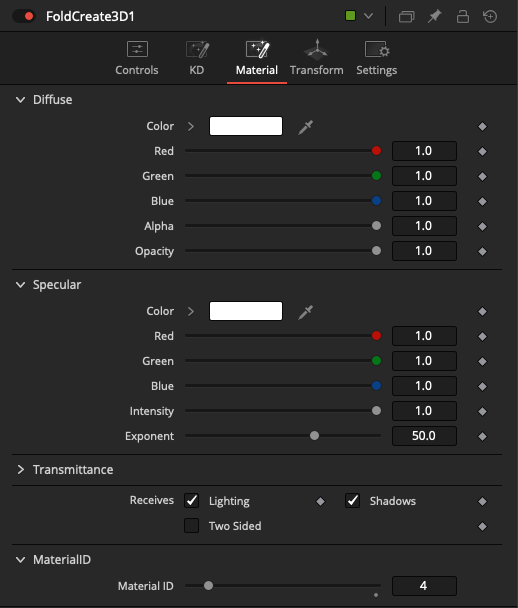 FoldCreate3D1
Controls KD Material Transform Settings
Diffuse
Color
Red 1.0
Green 1.0
Blue 1.0
Alpha 1.0
Opacity 1.0
Specular
Color
Red 1.0
Green 1.0
Blue 1.0
Intensity 1.0
Exponent 50.0
Transmittance
Receives Lighting Shadows
Two Sided
MaterialID
Material ID 4